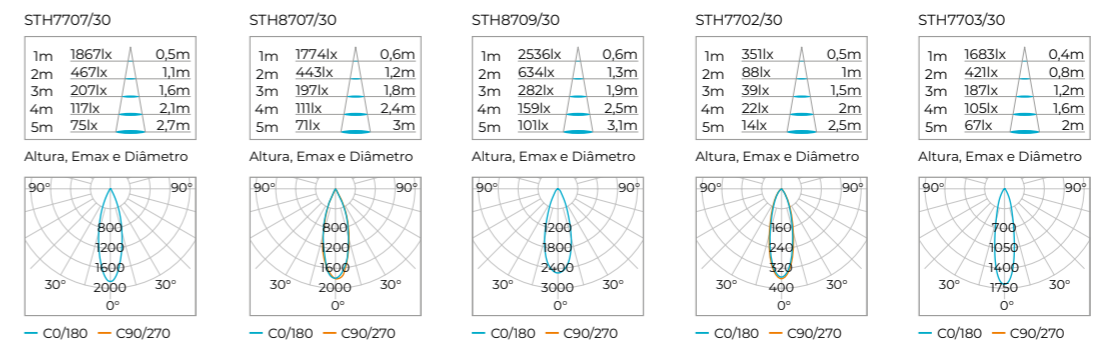 STH7707/30
1m 1867lx 0,5m
2m 467lx 1,1m
3m 207lx 1,6m
4m 117lx 2,1m
5m 75lx 2,7m
Altura, Emax e Diâmetro
90° 90°
800
1200
1600
30° 2000 30°
0°
C0/180 C90/270
STH8707/30
1m 1774lx 0,6m
2m 443lx 1,2m
3m 197lx 1,8m
4m 111lx 2,4m
5m 71lx 3m
Altura, Emax e Diâmetro
90° 90°
800
1200
1600
30° 2000 30°
0°
C0/180 C90/270
STH8709/30
1m 2536lx 0,6m
2m 634lx 1,3m
3m 282lx 1,9m
4m 159lx 2,5m
5m 101lx 3,1m
Altura, Emax e Diâmetro
90° 90°
1200
1800
2400
30° 3000 30°
0°
C0/180 C90/270
STH7702/30
1m 351lx 0,5m
2m 88lx 1m
3m 39lx 1,5m
4m 22lx 2m
5m 14lx 2,5m
Altura, Emax e Diâmetro
90° 90°
160
240
320
30° 400 30°
0°
C0/180 C90/270
STH7703/30
1m 1683lx 0,4m
2m 421lx 0,8m
3m 187lx 1,2m
4m 105lx 1,6m
5m 67lx 2m
Altura, Emax e Diâmetro
90° 90°
700
1050
1400
30° 1750 30°
0°
C0/180 C90/270